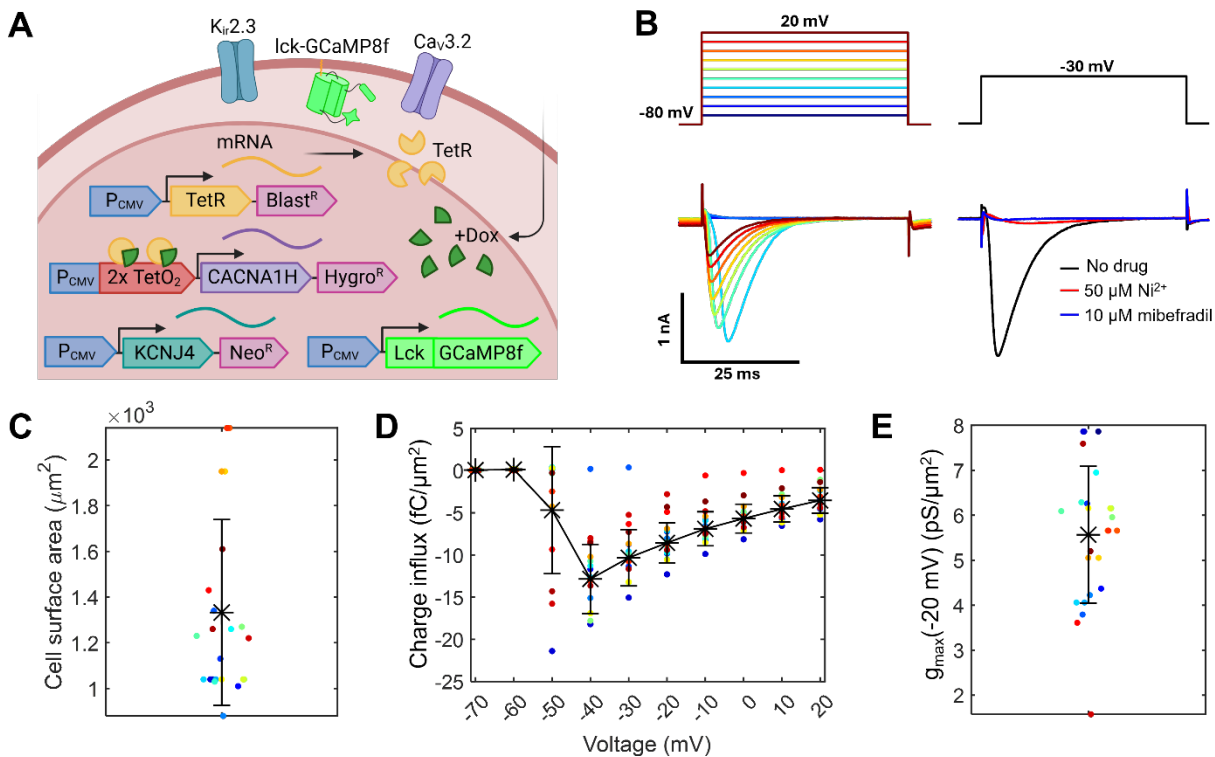 A
Kir2.3
lck-GCaMP8f
CaV3.2
mRNA
TetR
PCMV
TetR
BlastR
+Dox
PCMV
2x TetO2
CACNA1H
HygroR
PCMV
KCNJ4
NeoR
PCMV
Lck
GCaMP8f
B
20 mV
-80 mV
-30 mV
1 nA
25 ms
No drug
50 µM Ni2+
10 µM mibefradil
C
×103
Cell surface area (µm2)
2
1.8
1.6
1.4
1.2
1
D
Charge influx (fC/µm2)
5
0
-5
-10
-15
-20
-25
-70
-60
-50
-40
-30
-20
-10
0
10
20
Voltage (mV)
E
gmax(-20 mV) (pS/µm2)
8
7
6
5
4
3
2